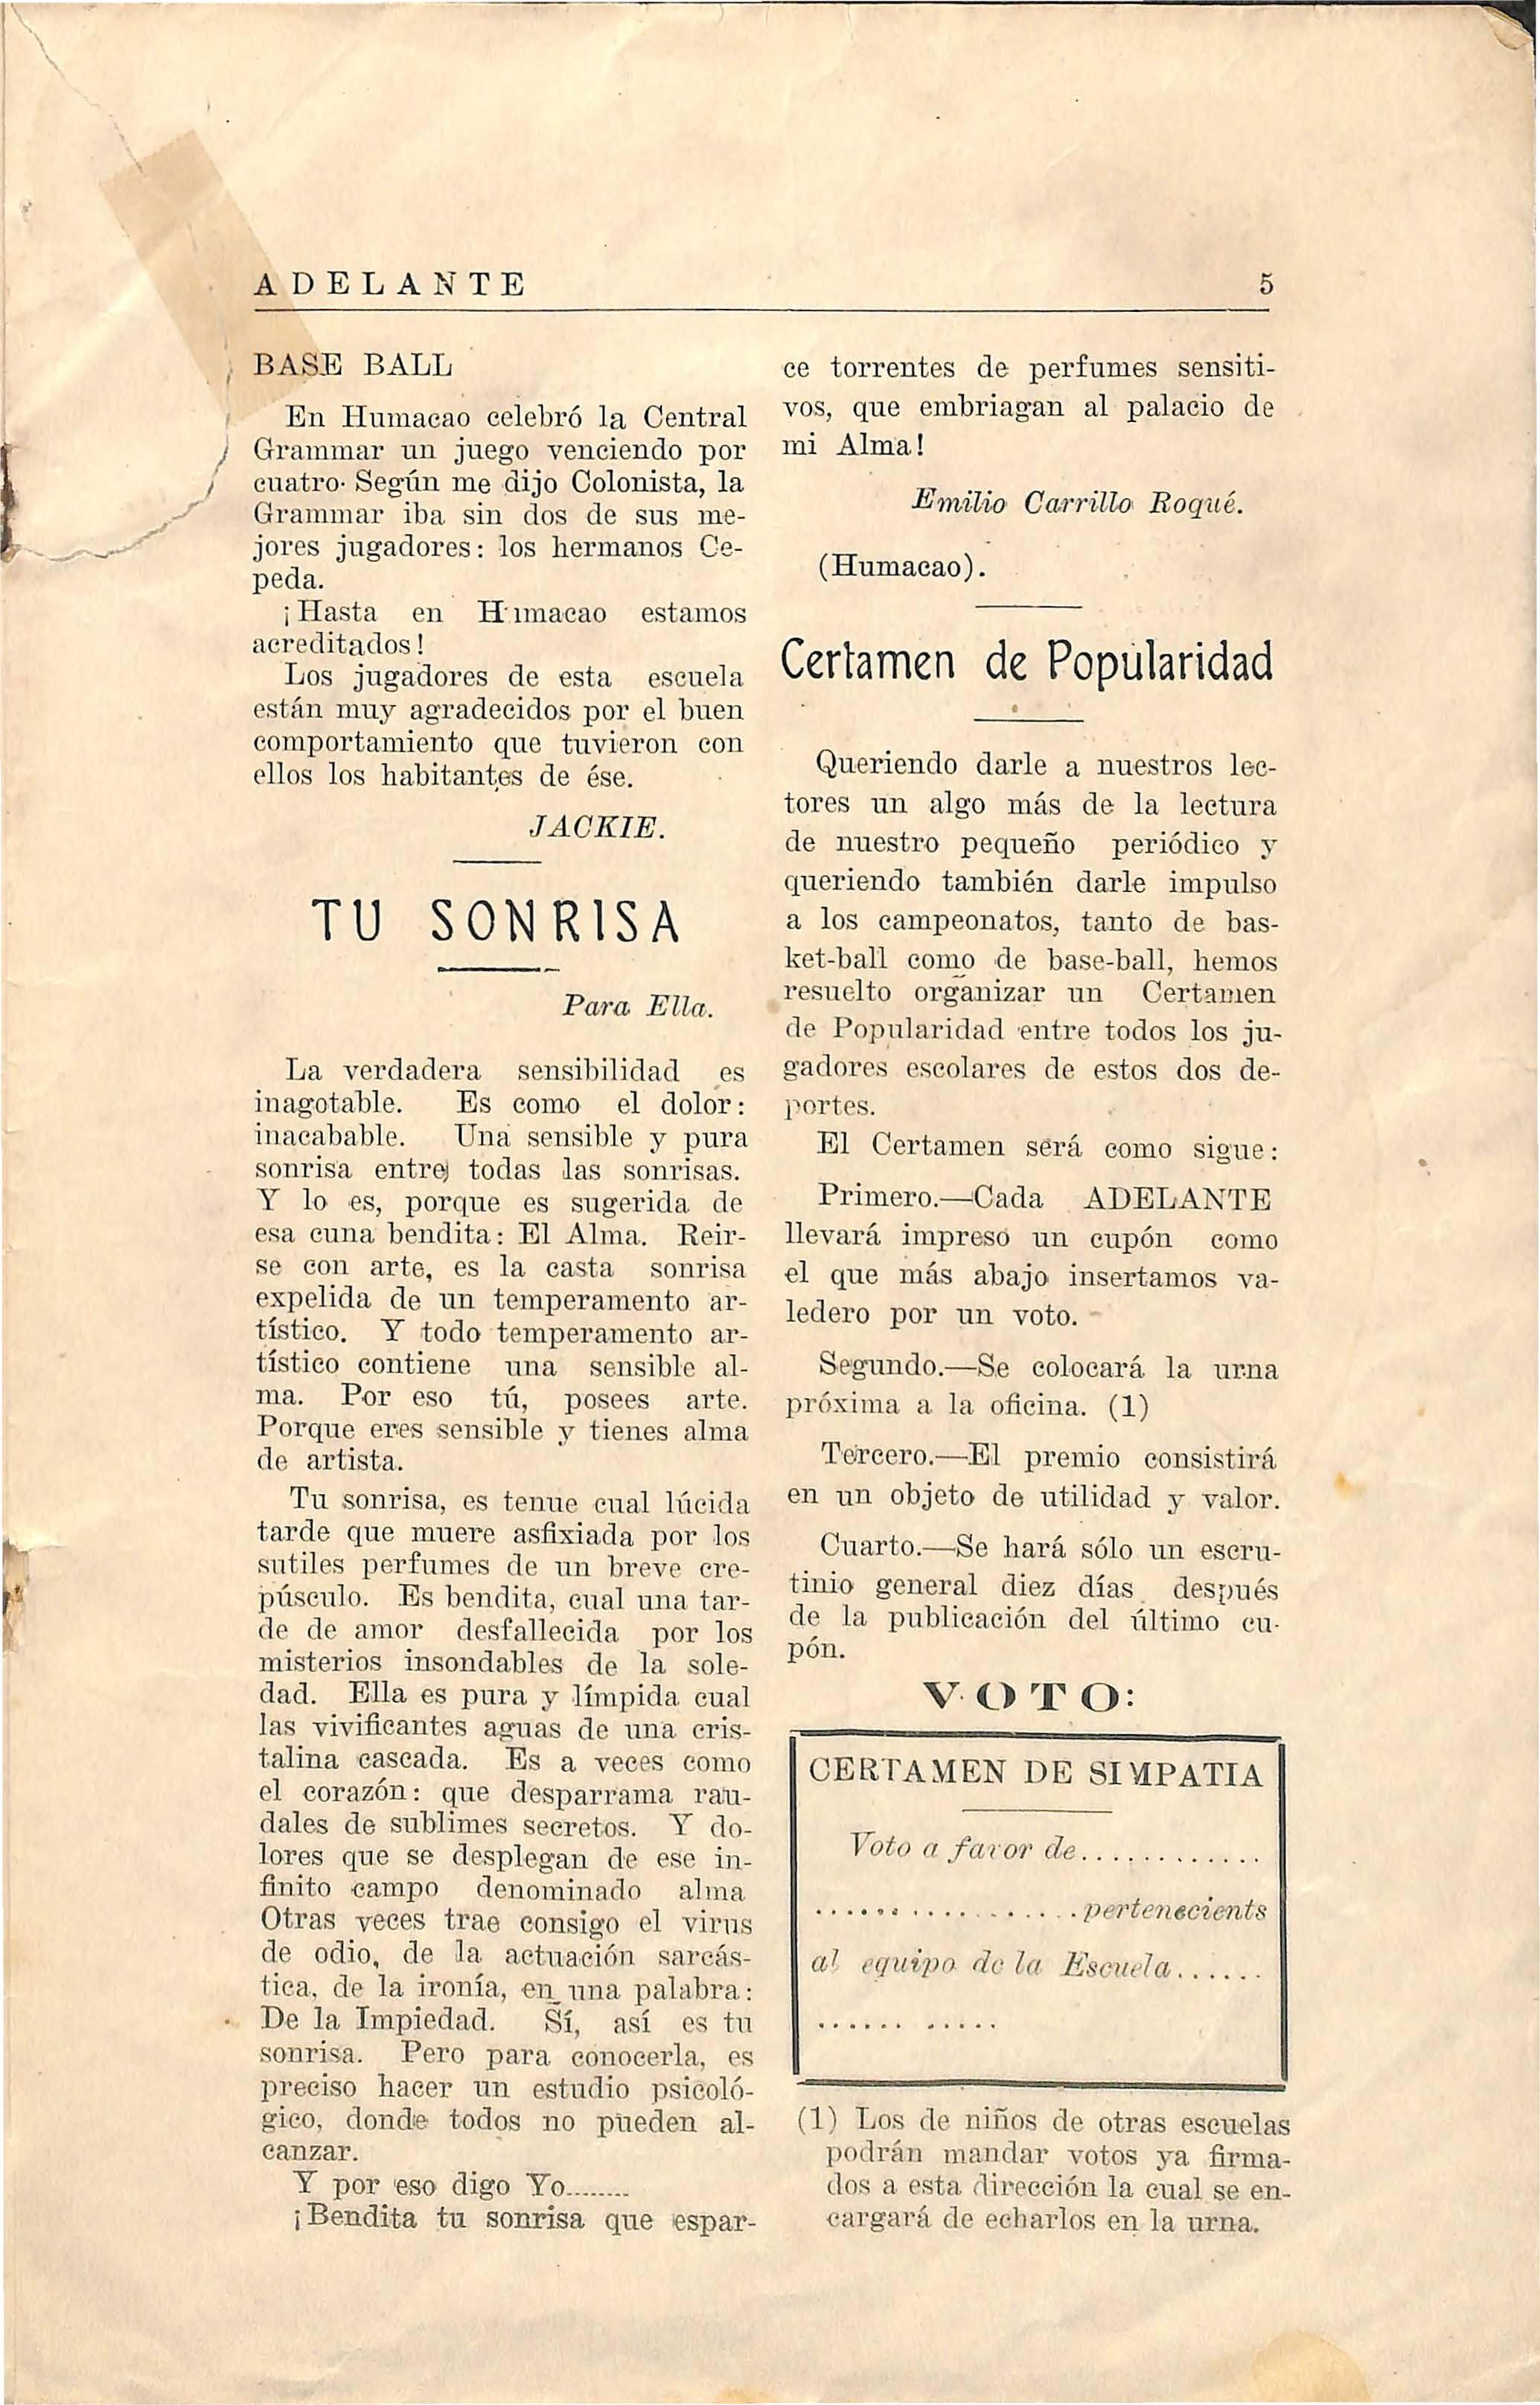 ADELANTE 5
BASE BALL
En Humacao celebró la Central
Grammar un juego venciendo por
cuatro. Según me dijo Colonista, la
Grammar iba sin dos de sus me-
jores jugadores: los hermanos Ce-
peda.
¡Hasta en Humacao estamos
acreditados!
Los jugadores de esta escuela
están muy agradecidos por el buen
comportamiento que tuvieron con
ellos los habitantes de ése.
JACKIE.
TU SONRISA
Para Ella.
La verdadera sensibilidad es
inagotable. Es como el dolor:
inacabable. Una sensible y pura
sonrisa entre todas las sonrisas.
Y lo es, porque es sugerida de
esa cuna bendita: El Alma. Reir-
se con arte, es la casta sonrisa
expelida de un temperamento ar-
tístico. Y todo temperamento ar-
tístico contiene una sensible al-
ma. Por eso tú, posees arte.
Porque eres sensible y tienes alma
de artista.
Tu sonrisa, es tenue cual lúcida
tarde que muere asfixiada por los
sutiles perfumes de un breve cre-
púsculo. Es bendita, cual una tar-
de de amor desfallecida por los
misterios insondables de la sole-
dad. Ella es pura y límpida cual
las vivificantes aguas de una cris-
talina cascada. Es a veces como
el corazón: que desparrama rau-
dales de sublimes secretos. Y do-
lores que se desplegan de ese in-
finito campo denominado alma
Otras veces trae consigo el virus
de odio, de la actuación sarcás-
tica, de la ironía, en una palabra:
De la Impiedad. Sí, así es tu
sonrisa. Pero para conocerla, es
preciso hacer un estudio psicoló-
gico, donde todos no pueden al-
canzar.
Y por eso digo Yo........
¡Bendita tu sonrisa que espar-
ce torrentes de perfumes sensiti-
vos, que embriagan al palacio de
mi Alma!
Emilio Carrillo Roqué.
(Humacao).
Certamen de Popularidad
Queriendo darle a nuestros lec-
tores un algo más de la lectura
de nuestro pequeño periódico y
queriendo también darle impulso
a los campeonatos, tanto de bas-
ket-ball como de base-ball, hemos
resuelto organizar un Certamen
de Popularidad entre todos los ju-
gadores escolares de estos dos de-
portes.
El Certamen será como sigue:
Primero.—Cada ADELANTE
llevará impreso un cupón como
el que más abajo insertamos va-
ledero por un voto.
Segundo.—Se colocará la urna
próxima a la oficina. (1)
Tercero.—El premio consistirá
en un objeto de utilidad y valor.
Cuarto.—Se hará sólo un escru-
tinio general diez días después
de la publicación del último cu-
pón.
VOTO:
CERTAMEN DE SIMPATIA
Voto a favor de............
.................pertenecients
al equipo de la Escuela......
...........
(1) Los de niños de otras escuelas
podrán mandar votos ya firma-
dos a esta dirección la cual se en-
cargará de echarlos en la urna.